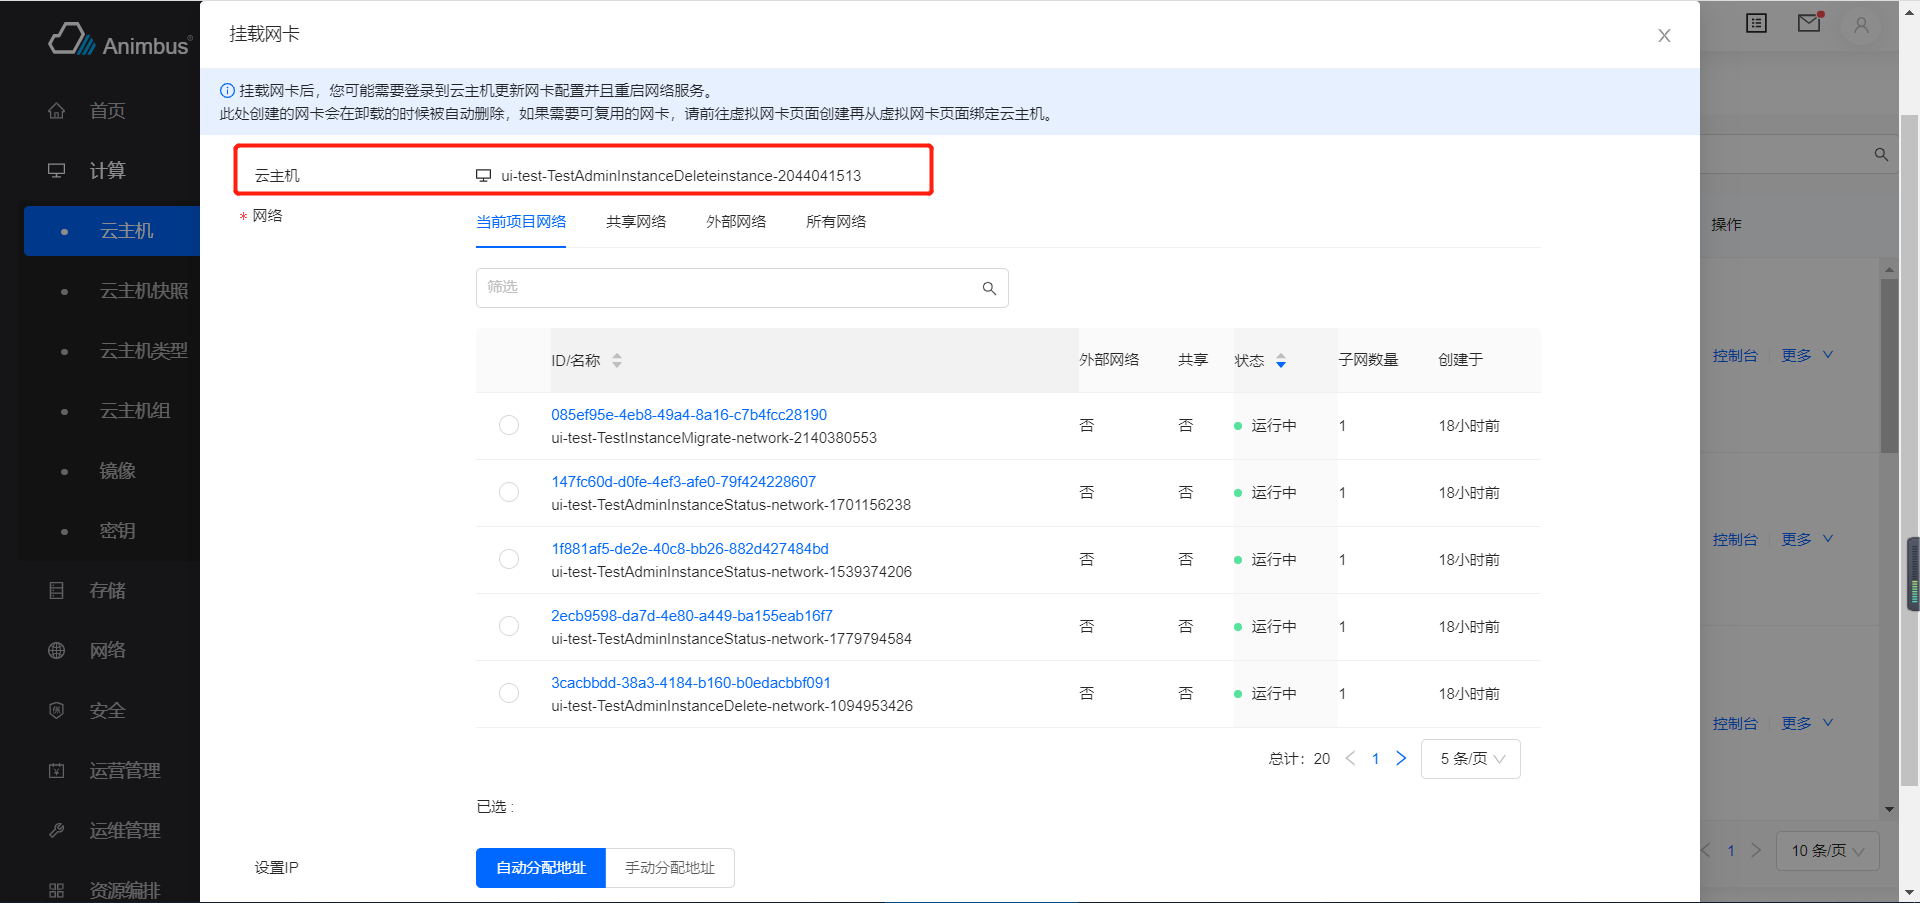 Animbus®
首页
计算
云主机
云主机快照
云主机类型
云主机组
镜像
密钥
存储
网络
安全
运营管理
运维管理
资源编排
挂载网卡
挂载网卡后，您可能需要登录到云主机更新网卡配置并且重启网络服务。
此处创建的网卡会在卸载的时候被自动删除，如果需要可复用的网卡，请前往虚拟网卡页面创建再从虚拟网卡页面绑定云主机。
云主机 ui-test-TestAdminInstanceDeleteinstance-2044041513
* 网络 当前项目网络 共享网络 外部网络 所有网络
筛选
ID/名称 外部网络 共享 状态 子网数量 创建于
085ef95e-4eb8-49a4-8a16-c7b4fcc28190
ui-test-TestInstanceMigrate-network-2140380553 否 否 运行中 1 18小时前
147fc60d-d0fe-4ef3-afe0-79f424228607
ui-test-TestAdminInstanceStatus-network-1701156238 否 否 运行中 1 18小时前
1f881af5-de2e-40c8-bb26-882d427484bd
ui-test-TestAdminInstanceStatus-network-1539374206 否 否 运行中 1 18小时前
2ecb9598-da7d-4e80-a449-ba155eab16f7
ui-test-TestAdminInstanceStatus-network-1779794584 否 否 运行中 1 18小时前
3cacbbdd-38a3-4184-b160-b0edacbbf091
ui-test-TestAdminInstanceDelete-network-1094953426 否 否 运行中 1 18小时前
总计：20 1 5 条/页
已选 :
设置IP 自动分配地址 手动分配地址
操作
控制台 更多
控制台 更多
控制台 更多
1 10 条/页